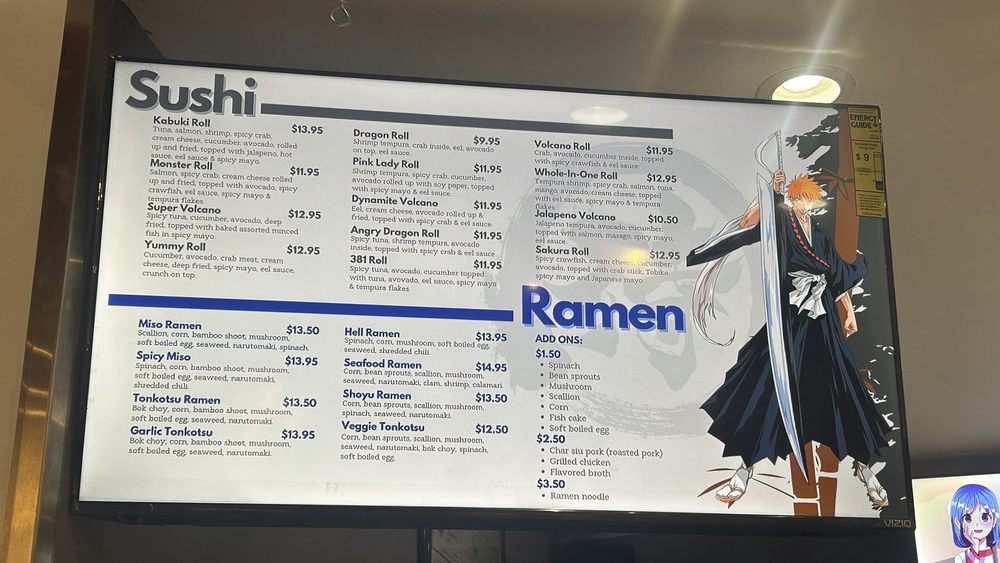 Sushi
Kabuki Roll $13.95
Tuna, salmon, shrimp, spicy crab,
cream cheese, cucumber, avocado, rolled
up and fried, topped with jalapeno, hot
sauce, eel sauce & spicy mayo.
Monster Roll $11.95
Salmon, spicy crab, cream cheese rolled
up and fried, topped with avocado, spicy
crawfish, eel sauce, spicy mayo &
tempura flakes.
Super Volcano $12.95
Spicy tuna, cucumber, avocado, deep
fried, topped with baked assorted minced
fish in spicy mayo.
Yummy Roll $12.95
Cucumber, avocado, crab meat, cream
cheese, deep fried, spicy mayo, eel sauce,
crunch on top.
Dragon Roll $9.95
Shrimp tempura, crab inside, eel, avocado
on top, eel sauce.
Pink Lady Roll $11.95
Shrimp tempura, spicy crab, cucumber,
avocado rolled up with soy paper, topped
with spicy mayo & eel sauce.
Dynamite Volcano $11.95
Eel, cream cheese, avocado rolled up &
fried, topped with spicy crab & eel sauce.
Angry Dragon Roll $11.95
Spicy tuna, shrimp tempura, avocado
inside, topped with spicy crab & eel sauce
381 Roll $11.95
Spicy tuna, avocado, cucumber topped
with tuna, avovado, eel sauce, spicy mayo
& tempura flakes.
Volcano Roll $11.95
Crab, avocado, cucumber inside, topped
with spicy crawfish & eel sauce.
Whole-In-One Roll $12.95
Tempura shrimp, spicy crab, salmon, tuna,
mango, avocado, cream cheese, topped
with eel sauce, spicy mayo & tempura
flakes.
Jalapeno Volcano $10.50
Jalapeno tempura, spicy crab, avocado,
topped with salmon, masago, spicy mayo,
eel sauce.
Sakura Roll $12.95
Spicy crawfish, cream cheese, cucumber,
avocado, topped with crab stick, Tobiko,
spicy mayo and Japanese mayo.
Ramen
Miso Ramen $13.50
Scallion, corn, bamboo shoot, mushroom,
soft boiled egg, seaweed, narutomaki, spinach.
Spicy Miso $13.95
Spinach, corn, bamboo shoot, mushroom,
soft boiled egg, seaweed, narutomaki,
shredded chili.
Tonkotsu Ramen $13.50
Bok choy, corn, bamboo shoot, mushroom,
soft boiled egg, seaweed, narutomaki.
Garlic Tonkotsu $13.95
Bok choy, corn, bamboo shoot, mushroom,
soft boiled egg, seaweed, narutomaki.
Hell Ramen $13.95
Spinach, corn, mushroom, soft boiled egg,
seaweed, shredded chili.
Seafood Ramen $14.95
Corn, bean sprouts, scallion, mushroom,
seaweed, narutomaki, clam, shrimp, calamari.
Shoyu Ramen $13.50
Corn, bean sprouts, scallion, mushroom,
spinach, seaweed, narutomaki.
Veggie Tonkotsu $12.50
Corn, bean sprouts, scallion, mushroom,
seaweed, narutomaki, bok choy, spinach,
soft boiled egg.
ADD ONS:
$1.50
• Spinach
• Bean sprouts
• Mushroom
• Scallion
• Corn
• Fish cake
• Soft boiled egg
$2.50
• Char siu pork (roasted pork)
• Grilled chicken
• Flavored broth
$3.50
• Ramen noodle
ENERGY
GUIDE
$9
VIZIO